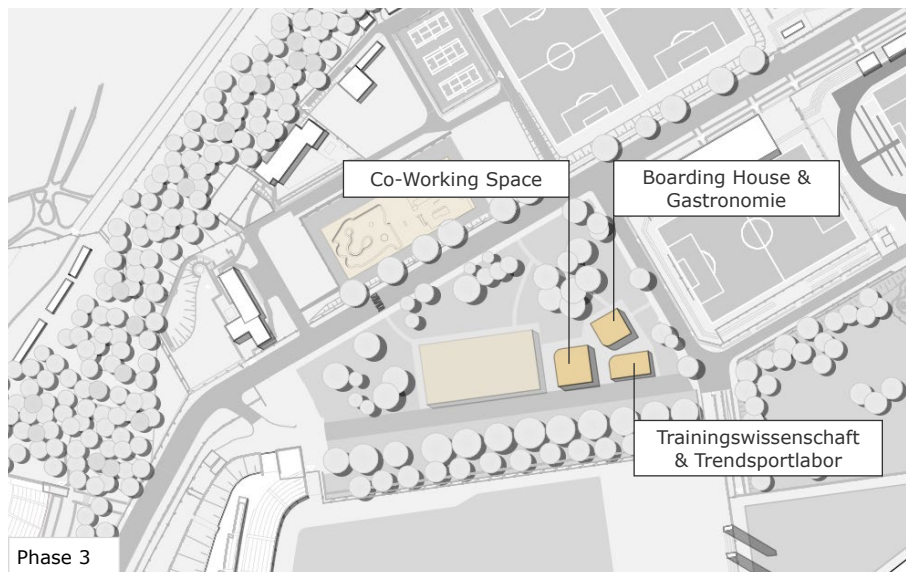 Co-Working Space
Boarding House &
Gastronomie
Trainingswissenschaft
& Trendsportlabor
Phase 3